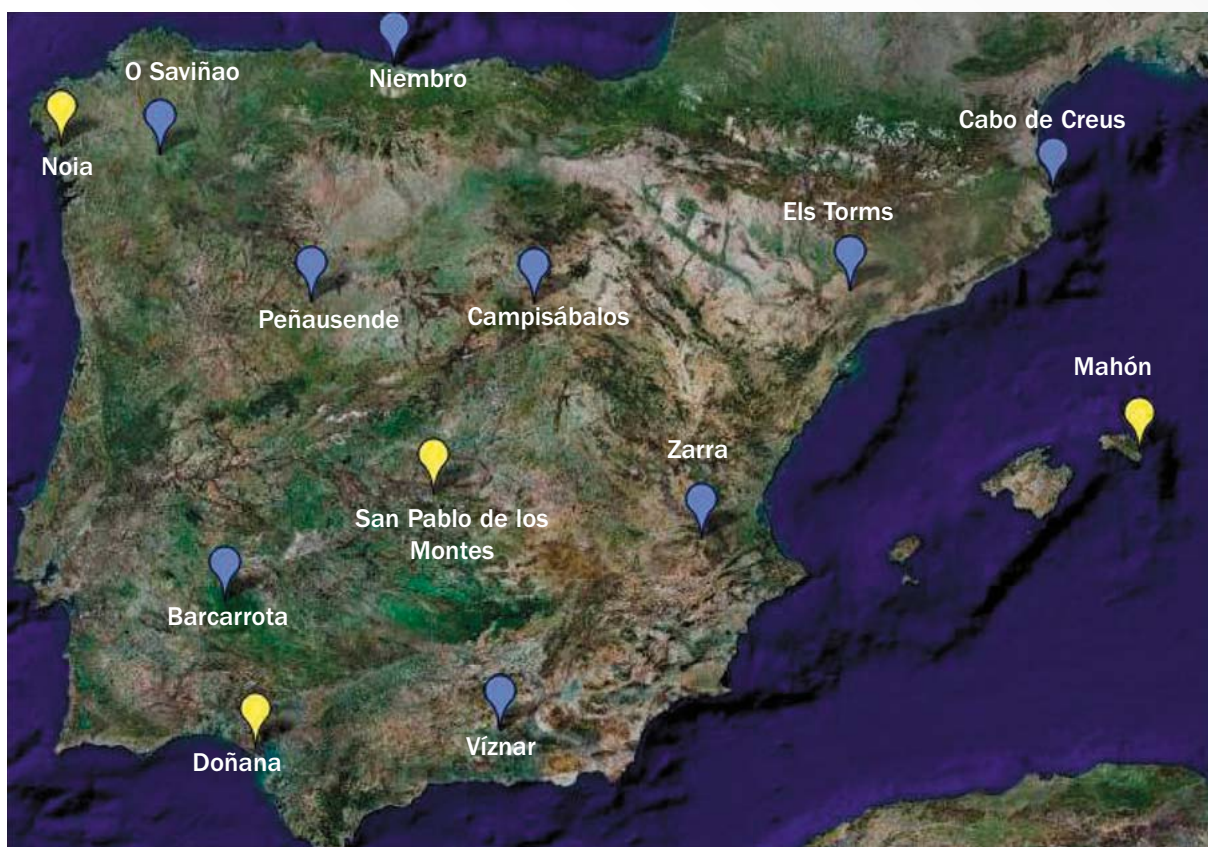 O Saviñao
Niembro
Cabo de Creus
Noia
Els Torms
Peñausende
Campisábalos
Mahón
Zarra
San Pablo de los
Montes
Barcarrota
Víznar
Doñana